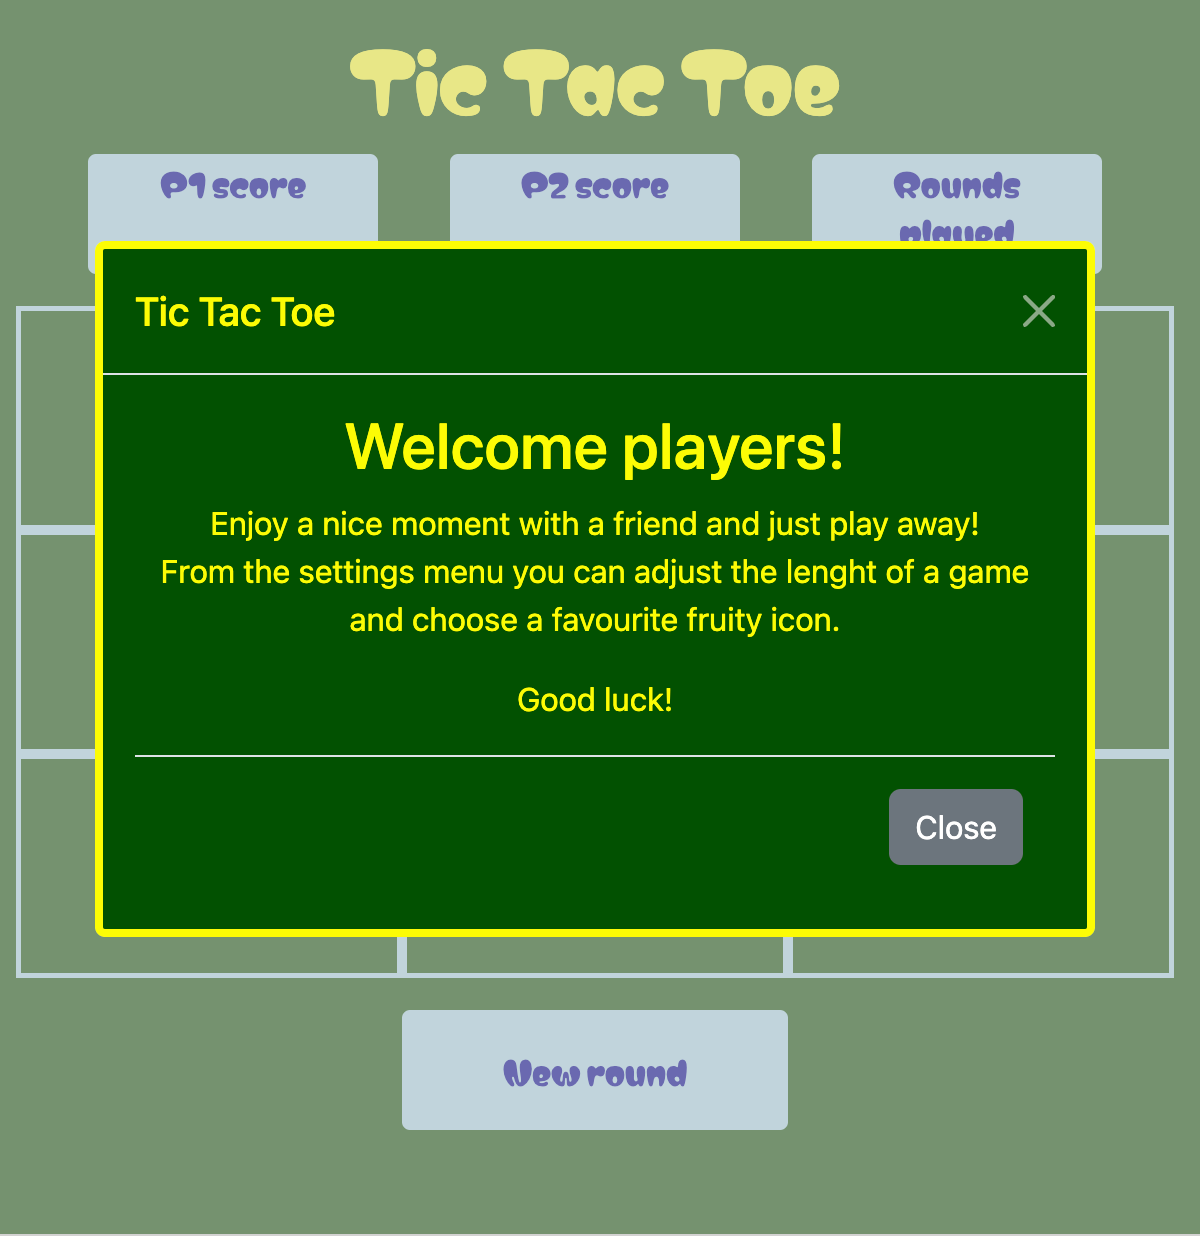 Tic Tac Toe
P1 score
P2 score
Rounds
played
Tic Tac Toe
Welcome players!
Enjoy a nice moment with a friend and just play away!
From the settings menu you can adjust the lenght of a game
and choose a favourite fruity icon.
Good luck!
Close
New round